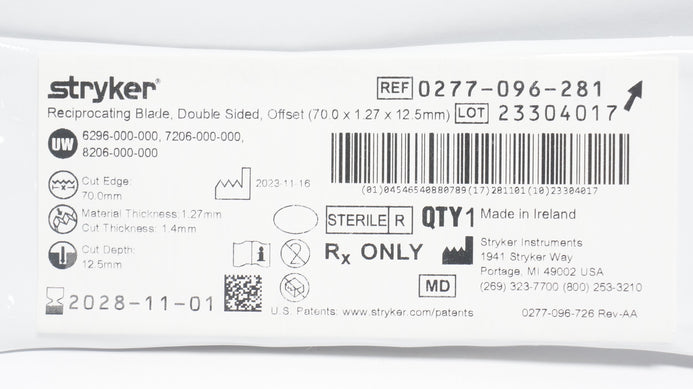 stryker®
REF 0277-096-281
Reciprocating Blade, Double Sided, Offset (70.0 x 1.27 x 12.5mm) LOT 23304017
UW 6296-000-000, 7206-000-000,
8206-000-000
(01)04546540880789(17)281101(10)23304017
Cut Edge:
70.0mm
2023-11-16
Material Thickness:1.27mm
Cut Thickness: 1.4mm
STERILE R QTY 1 Made in Ireland
Cut Depth:
12.5mm
i 2 Rx ONLY
Stryker Instruments
1941 Stryker Way
Portage, MI 49002 USA
(269) 323-7700 (800) 253-3210
MD
2028-11-01
U.S. Patents: www.stryker.com/patents
0277-096-726 Rev-AA